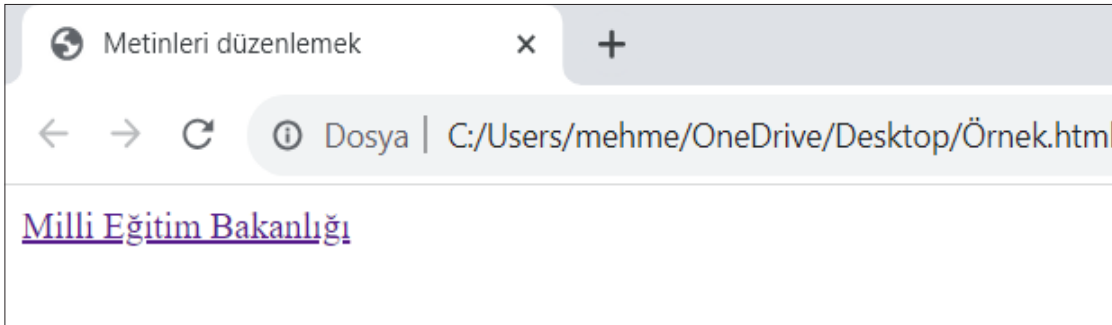 Metinleri düzenlemek
Dosya C:/Users/mehme/OneDrive/Desktop/Örnek.html
Milli Eğitim Bakanlığı